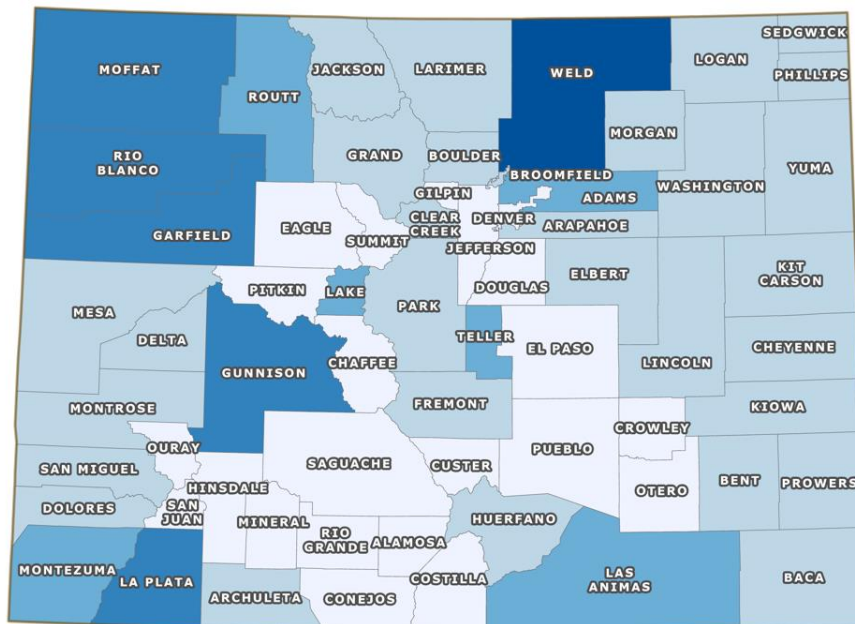 SEDGWICK
LOGAN
JACKSON
LARIMER
MOFFAT
WELD
PHILLIPS
ROUTT
MORGAN
GRAND
BOULDER
RIO
BLANCO
YUMA
BROOMFIELD
WASHINGTON
GILPIN
ADAMS
CLEAR
CREEK
DENVER
ARAPAHOE
EAGLE
GARFIELD
SUMMIT
JEFFERSON
KIT
CARSON
ELBERT
DOUGLAS
PITKIN
LAKE
PARK
MESA
TELLER
DELTA
EL PASO
CHEYENNE
LINCOLN
CHAFFEE
GUNNISON
FREMONT
MONTROSE
KIOWA
CROWLEY
OURAY
PUEBLO
SAGUACHE
CUSTER
SAN MIGUEL
BENT
PROWERS
HINSDALE
OTERO
DOLORES
SAN
JUAN
MINERAL
HUERFANO
RIO
GRANDE
ALAMOSA
MONTEZUMA
LA PLATA
COSTILLA
LAS
ANIMAS
BACA
ARCHULETA
CONEJOS